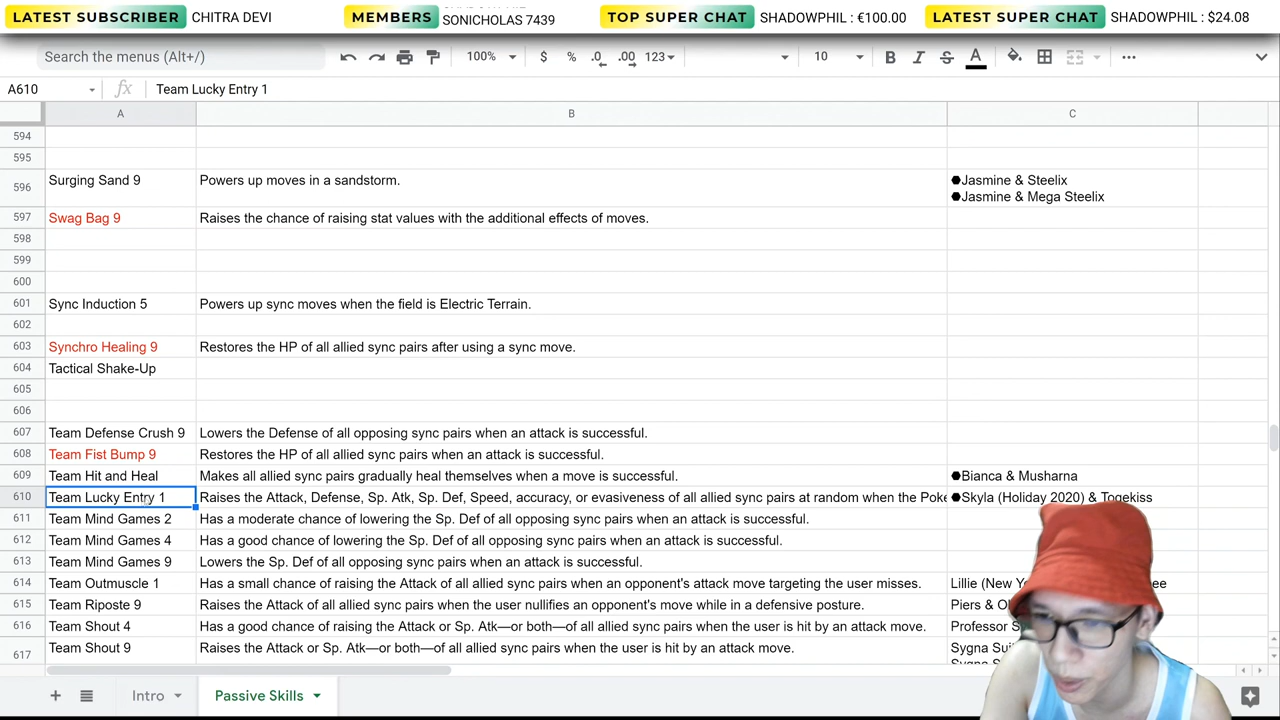 LATEST SUBSCRIBER CHITRA DEVI MEMBERS SONICHOLAS 7439 TOP SUPER CHAT SHADOWPHIL : €100.00 LATEST SUPER CHAT SHADOWPHIL : $24.08
Search the menus (Alt+/) 100% $ % .0 .00 123 10 B I S A
A610 fx Team Lucky Entry 1
A B C
594
595
596 Surging Sand 9 Powers up moves in a sandstorm. ⬣Jasmine & Steelix
⬣Jasmine & Mega Steelix
597 Swag Bag 9 Raises the chance of raising stat values with the additional effects of moves.
598
599
600
601 Sync Induction 5 Powers up sync moves when the field is Electric Terrain.
602
603 Synchro Healing 9 Restores the HP of all allied sync pairs after using a sync move.
604 Tactical Shake-Up
605
606
607 Team Defense Crush 9 Lowers the Defense of all opposing sync pairs when an attack is successful.
608 Team Fist Bump 9 Restores the HP of all allied sync pairs when an attack is successful.
609 Team Hit and Heal Makes all allied sync pairs gradually heal themselves when a move is successful. ⬣Bianca & Musharna
610 Team Lucky Entry 1 Raises the Attack, Defense, Sp. Atk, Sp. Def, Speed, accuracy, or evasiveness of all allied sync pairs at random when the Poke ⬣Skyla (Holiday 2020) & Togekiss
611 Team Mind Games 2 Has a moderate chance of lowering the Sp. Def of all opposing sync pairs when an attack is successful.
612 Team Mind Games 4 Has a good chance of lowering the Sp. Def of all opposing sync pairs when an attack is successful.
613 Team Mind Games 9 Lowers the Sp. Def of all opposing sync pairs when an attack is successful.
614 Team Outmuscle 1 Has a small chance of raising the Attack of all allied sync pairs when an opponent's attack move targeting the user misses. Lillie (New Ye
615 Team Riposte 9 Raises the Attack of all allied sync pairs when the user nullifies an opponent's move while in a defensive posture. Piers &
616 Team Shout 4 Has a good chance of raising the Attack or Sp. Atk—or both—of all allied sync pairs when the user is hit by an attack move. Professor
617 Team Shout 9 Raises the Attack or Sp. Atk—or both—of all allied sync pairs when the user is hit by an attack move. Sygna Sui
Intro Passive Skills